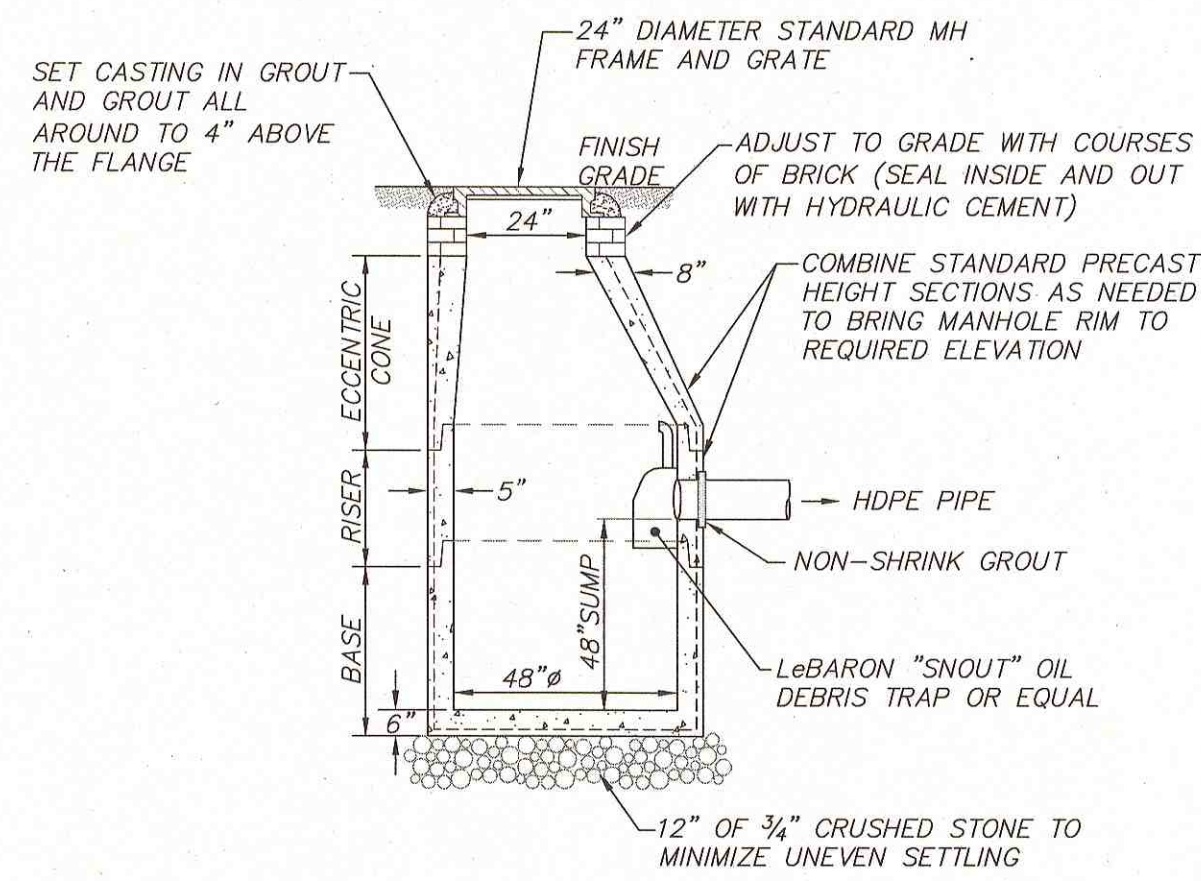 24" DIAMETER STANDARD MH
FRAME AND GRATE
SET CASTING IN GROUT
AND GROUT ALL
AROUND TO 4" ABOVE
THE FLANGE
FINISH
GRADE
ADJUST TO GRADE WITH COURSES
OF BRICK (SEAL INSIDE AND OUT
WITH HYDRAULIC CEMENT)
24"
8"
COMBINE STANDARD PRECAST
HEIGHT SECTIONS AS NEEDED
TO BRING MANHOLE RIM TO
REQUIRED ELEVATION
ECCENTRIC
CONE
RISER
5"
HDPE PIPE
NON-SHRINK GROUT
BASE
48"SUMP
48"ø
6"
LeBARON "SNOUT" OIL
DEBRIS TRAP OR EQUAL
12" OF 3/4" CRUSHED STONE TO
MINIMIZE UNEVEN SETTLING